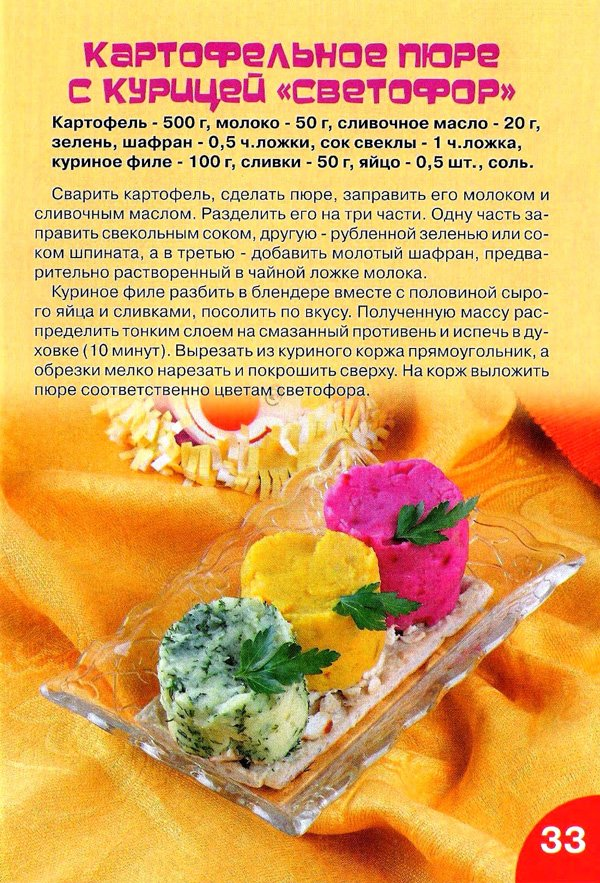 КАРТОФЕЛЬНОЕ ПЮРЕ
С КУРИЦЕЙ «СВЕТОФОР»
Картофель - 500 г, молоко - 50 г, сливочное масло - 20 г,
зелень, шафран - 0,5 ч.ложки, сок свеклы - 1 ч.ложка,
куриное филе - 100 г, сливки - 50 г, яйцо - 0,5 шт., соль.
Сварить картофель, сделать пюре, заправить его молоком и
сливочным маслом. Разделить его на три части. Одну часть за-
править свекольным соком, другую - рубленной зеленью или со-
ком шпината, а в третью - добавить молотый шафран, предва-
рительно растворенный в чайной ложке молока.
Куриное филе разбить в блендере вместе с половиной сыро-
го яйца и сливками, посолить по вкусу. Полученную массу рас-
пределить тонким слоем на смазанный противень и испечь в ду-
ховке (10 минут). Вырезать из куриного коржа прямоугольник, а
обрезки мелко нарезать и покрошить сверху. На корж выложить
пюре соответственно цветам светофора.
33